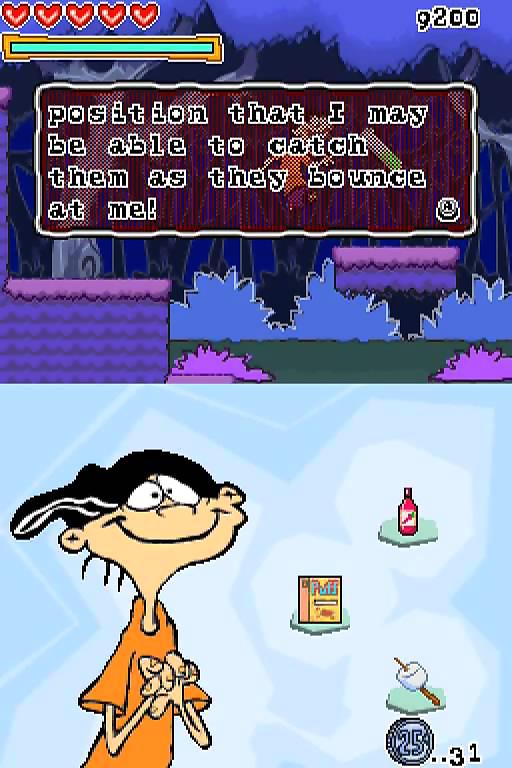 9200
position that I may
be able to catch
them as they bounce
at me!
Puff
25 ..31